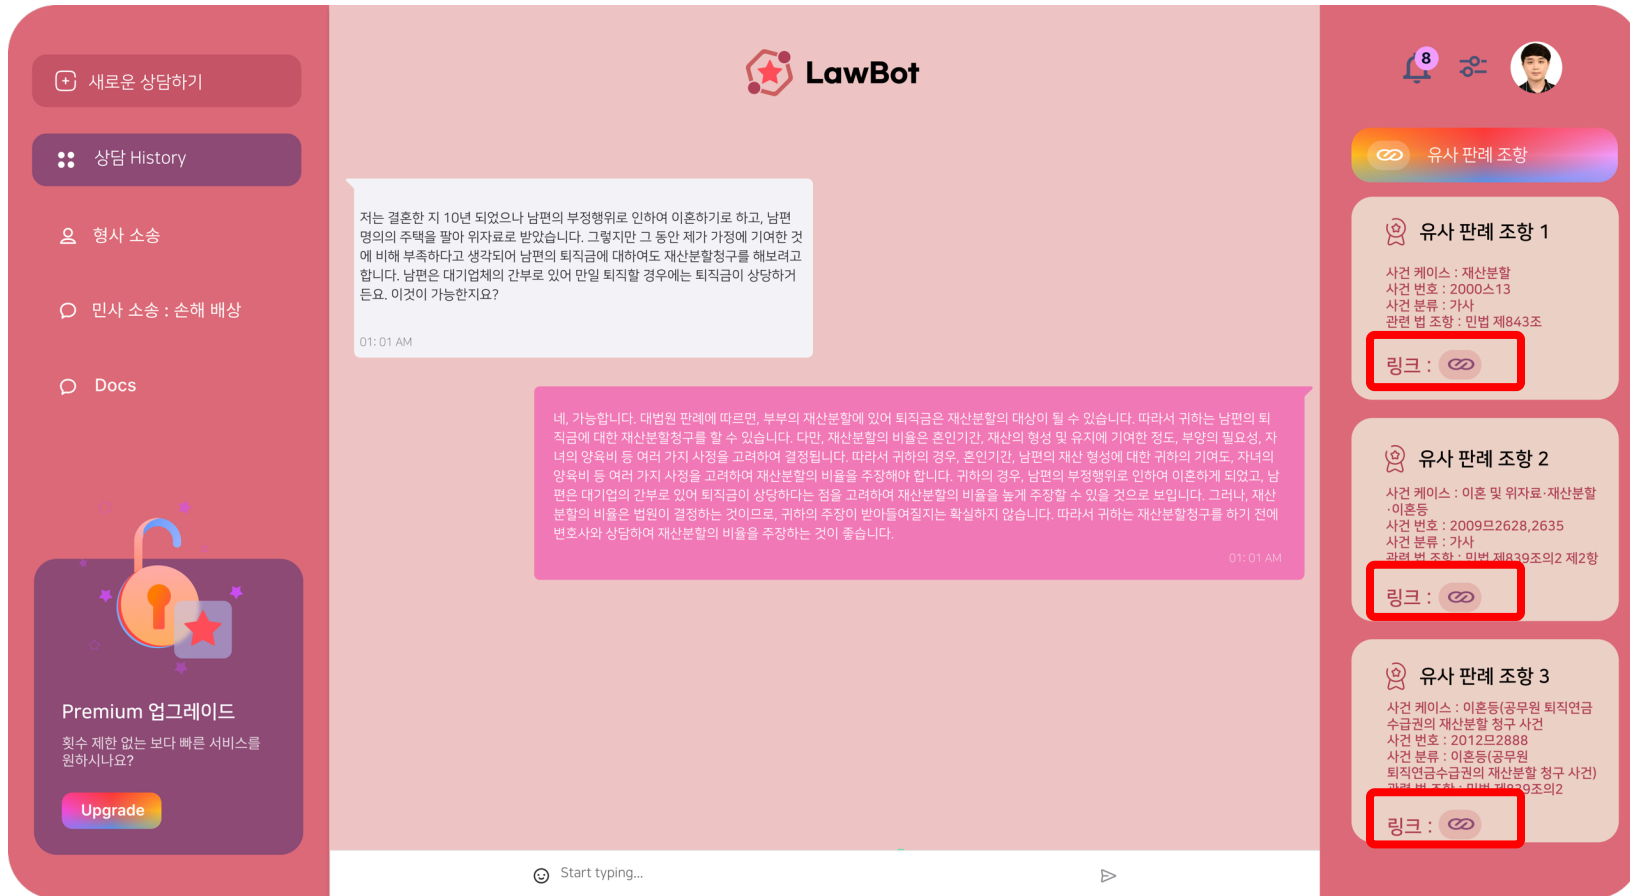 새로운 상담하기
상담 History
형사 소송
민사 소송 : 손해 배상
Docs
Premium 업그레이드
횟수 제한 없는 보다 빠른 서비스를
원하시나요?
Upgrade
LawBot
저는 결혼한 지 10년 되었으나 남편의 부정행위로 인하여 이혼하기로 하고, 남편
명의의 주택을 팔아 위자료로 받았습니다. 그렇지만 그 동안 제가 가정에 기여한 것
에 비해 부족하다고 생각되어 남편의 퇴직금에 대하여도 재산분할청구를 해보려고
합니다. 남편은 대기업체의 간부로 있어 만일 퇴직할 경우에는 퇴직금이 상당하거
든요. 이것이 가능한지요?
01: 01 AM
네, 가능합니다. 대법원 판례에 따르면, 부부의 재산분할에 있어 퇴직금은 재산분할의 대상이 될 수 있습니다. 따라서 귀하는 남편의 퇴
직금에 대한 재산분할청구를 할 수 있습니다. 다만, 재산분할의 비율은 혼인기간, 재산의 형성 및 유지에 기여한 정도, 부양의 필요성, 자
녀의 양육비 등 여러 가지 사정을 고려하여 결정됩니다. 따라서 귀하의 경우, 혼인기간, 남편의 재산 형성에 대한 귀하의 기여도, 자녀의
양육비 등 여러 가지 사정을 고려하여 재산분할의 비율을 주장해야 합니다. 귀하의 경우, 남편의 부정행위로 인하여 이혼하게 되었고, 남
편은 대기업의 간부로 있어 퇴직금이 상당하다는 점을 고려하여 재산분할의 비율을 높게 주장할 수 있을 것으로 보입니다. 그러나, 재산
분할의 비율은 법원이 결정하는 것이므로, 귀하의 주장이 받아들여질지는 확실하지 않습니다. 따라서 귀하는 재산분할청구를 하기 전에
변호사와 상담하여 재산분할의 비율을 주장하는 것이 좋습니다.
01: 01 AM
Start typing...
8
유사 판례 조항
유사 판례 조항 1
사건 케이스 : 재산분할
사건 번호 : 2000스13
사건 분류 : 가사
관련 법 조항 : 민법 제843조
링크 :
유사 판례 조항 2
사건 케이스 : 이혼 및 위자료·재산분할
·이혼등
사건 번호 : 2009므2628,2635
사건 분류 : 가사
관련 법 조항 : 민법 제839조의2 제2항
링크 :
유사 판례 조항 3
사건 케이스 : 이혼등(공무원 퇴직연금
수급권의 재산분할 청구 사건
사건 번호 : 2012므2888
사건 분류 : 이혼등(공무원
퇴직연금수급권의 재산분할 청구 사건)
관련 법 조항 : 민법 제839조의2
링크 :